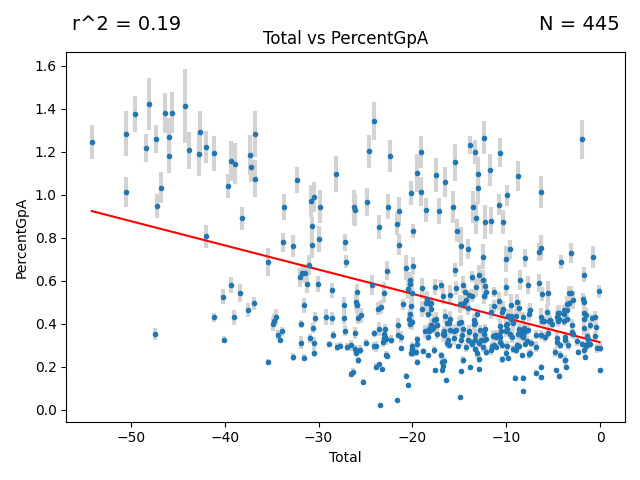 r^2 = 0.19
N = 445
Total vs PercentGpA
1.6
1.4
1.2
1.0
0.8
0.6
0.4
0.2
0.0
PercentGpA
−50 −40 −30 −20 −10 0
Total